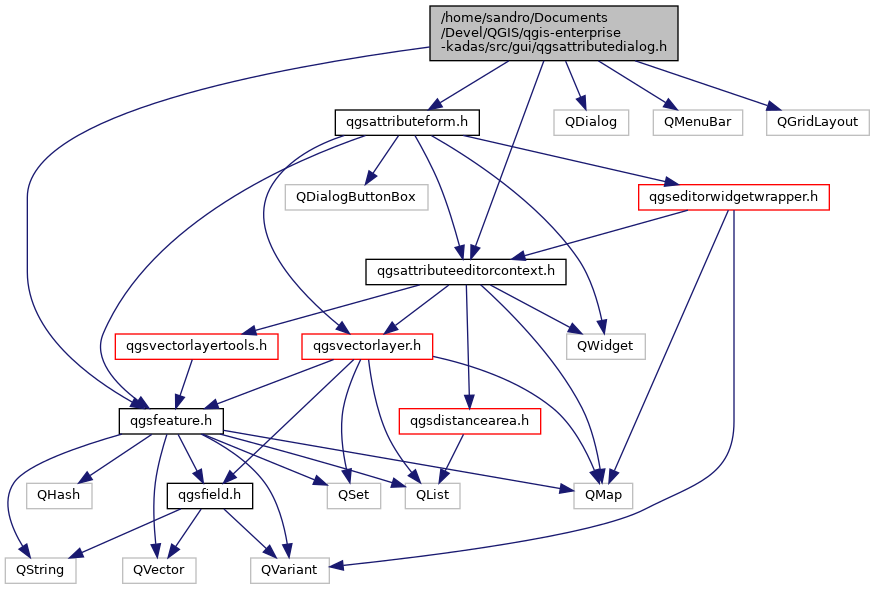 /home/sandro/Documents
/Devel/QGIS/qgis-enterprise
-kadas/src/gui/qgsattributedialog.h
qgsattributeform.h
QDialog
QMenuBar
QGridLayout
QDialogButtonBox
qgseditorwidgetwrapper.h
qgsattributeeditorcontext.h
qgsvectorlayertools.h
qgsvectorlayer.h
QWidget
qgsfeature.h
qgsdistancearea.h
QHash
qgsfield.h
QSet
QList
QMap
QString
QVector
QVariant